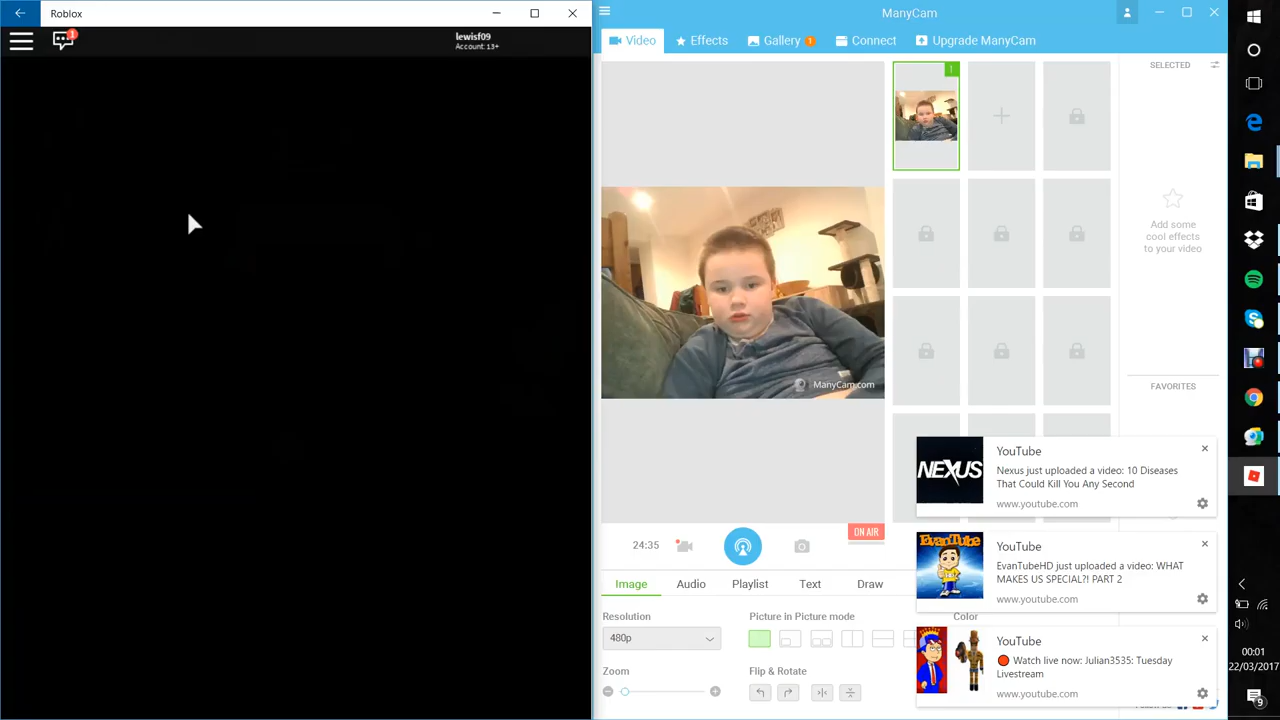 Roblox
1
lewisf09
Account: 13+
ManyCam
Video
Effects
Gallery 1
Connect
Upgrade ManyCam
1
SELECTED
Add some
cool effects
to your video
ManyCam.com
FAVORITES
24:35
ON AIR
Image
Audio
Playlist
Text
Draw
Resolution
Picture in Picture mode
Color
480p
Zoom
Flip & Rotate
YouTube
Nexus just uploaded a video: 10 Diseases
That Could Kill You Any Second
www.youtube.com
NEXUS
YouTube
EvanTubeHD just uploaded a video: WHAT
MAKES US SPECIAL?! PART 2
www.youtube.com
EvanTube
YouTube
Watch live now: Julian3535: Tuesday
Livestream
www.youtube.com
00:01
22/03/2017
9